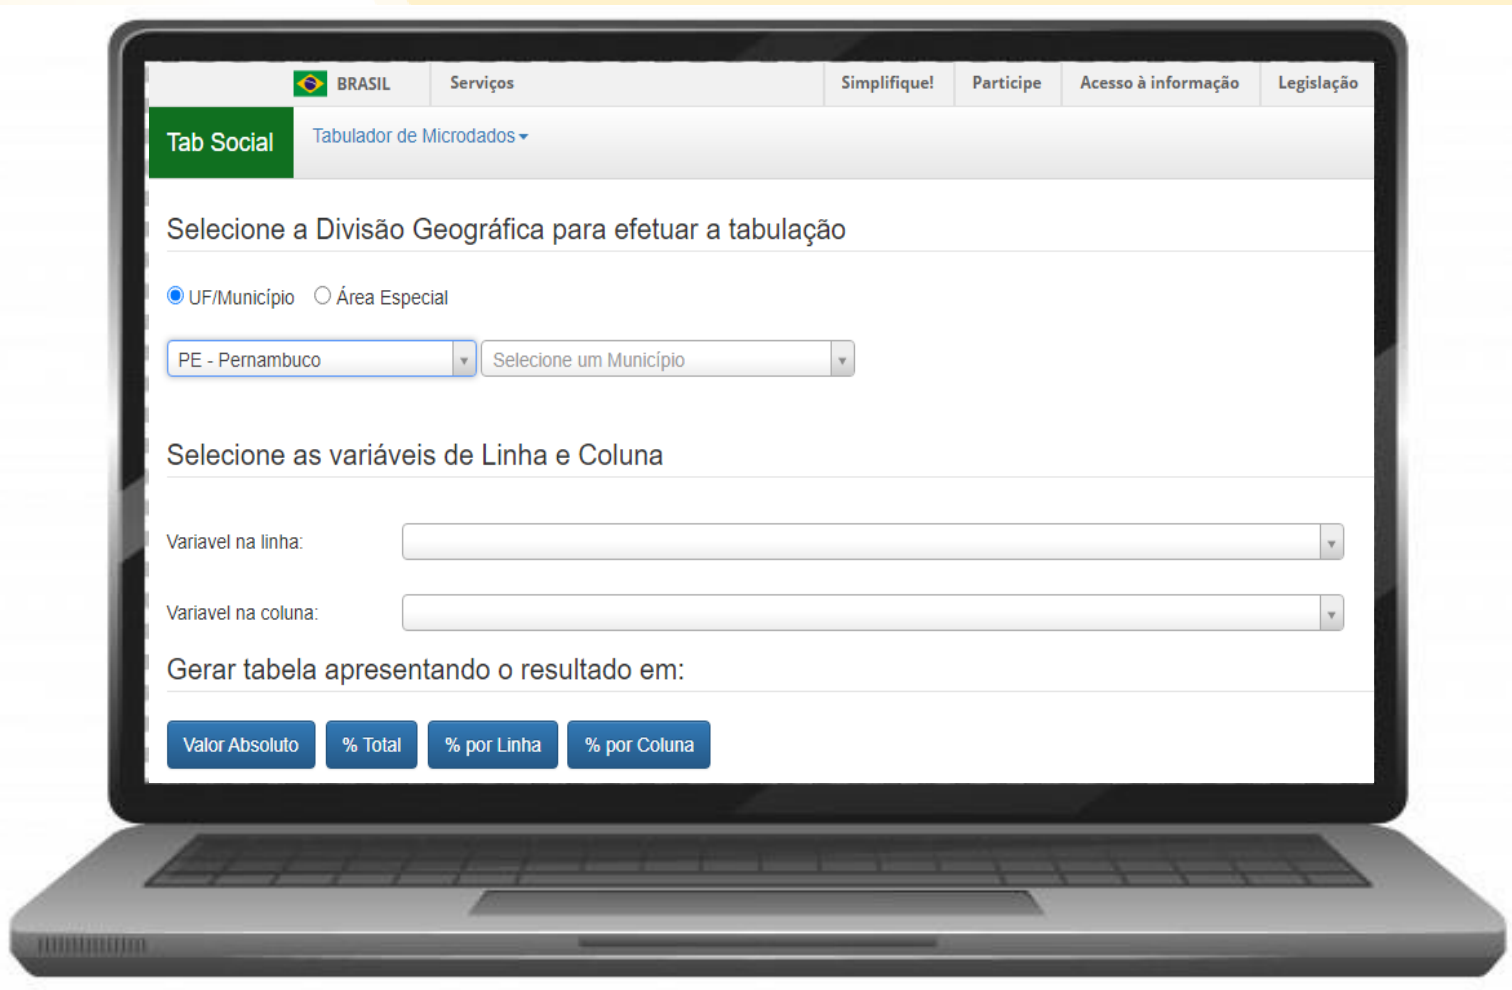 BRASIL Serviços Simplifique! Participe Acesso à informação Legislação
Tab Social Tabulador de Microdados
Selecione a Divisão Geográfica para efetuar a tabulação
UF/Município Área Especial
PE - Pernambuco Selecione um Município
Selecione as variáveis de Linha e Coluna
Variavel na linha:
Variavel na coluna:
Gerar tabela apresentando o resultado em:
Valor Absoluto % Total % por Linha % por Coluna